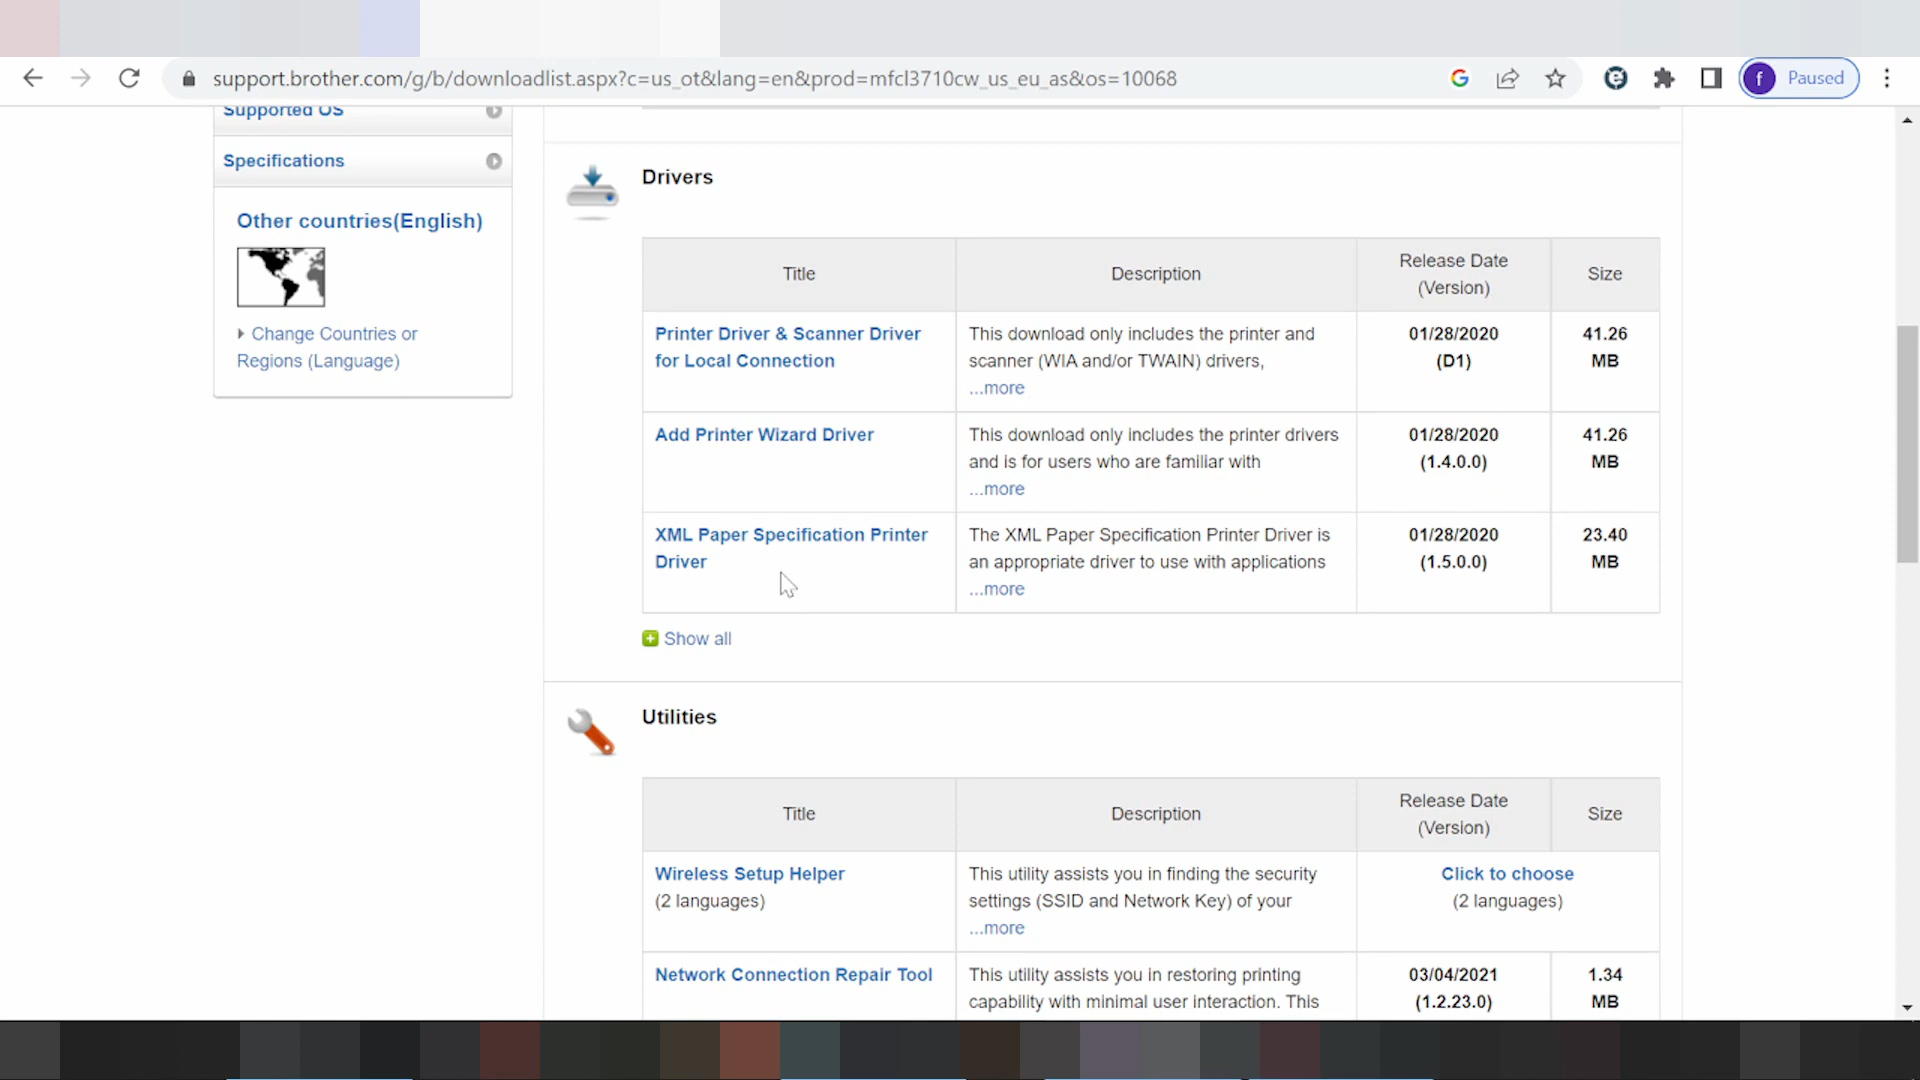 support.brother.com/g/b/downloadlist.aspx?c=us_ot&lang=en&prod=mfcl3710cw_us_eu_as&os=10068
f Paused
Supported OS
Specifications
Other countries(English)
Change Countries or
Regions (Language)
Drivers
Title Description Release Date
(Version) Size
Printer Driver & Scanner Driver
for Local Connection
This download only includes the printer and
scanner (WIA and/or TWAIN) drivers,
...more
01/28/2020
(D1)
41.26
MB
Add Printer Wizard Driver
This download only includes the printer drivers
and is for users who are familiar with
...more
01/28/2020
(1.4.0.0)
41.26
MB
XML Paper Specification Printer
Driver
The XML Paper Specification Printer Driver is
an appropriate driver to use with applications
...more
01/28/2020
(1.5.0.0)
23.40
MB
Show all
Utilities
Title Description Release Date
(Version) Size
Wireless Setup Helper
(2 languages)
This utility assists you in finding the security
settings (SSID and Network Key) of your
...more
Click to choose
(2 languages)
Network Connection Repair Tool
This utility assists you in restoring printing
capability with minimal user interaction. This
03/04/2021
(1.2.23.0)
1.34
MB